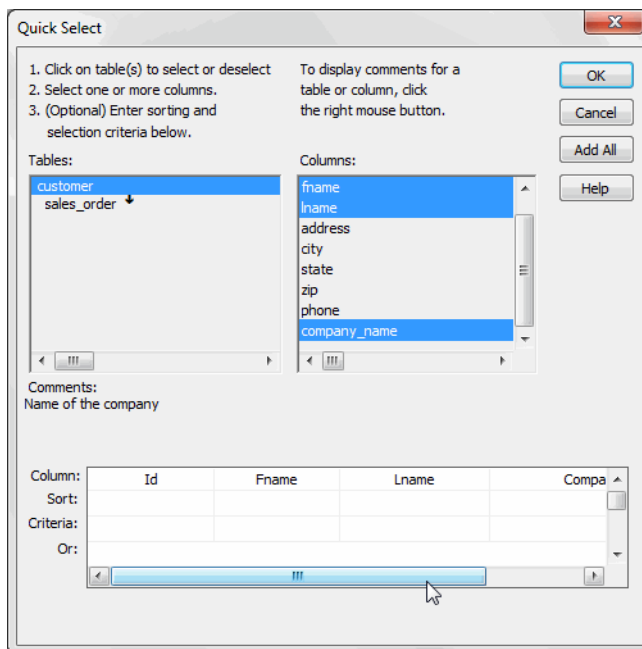 Quick Select
1. Click on table(s) to select or deselect
2. Select one or more columns.
3. (Optional) Enter sorting and
selection criteria below.
To display comments for a
table or column, click
the right mouse button.
OK
Cancel
Add All
Help
Tables:
customer
sales_order
Columns:
fname
lname
address
city
state
zip
phone
company_name
Comments:
Name of the company
Column: Id Fname Lname Compa
Sort:
Criteria:
Or: